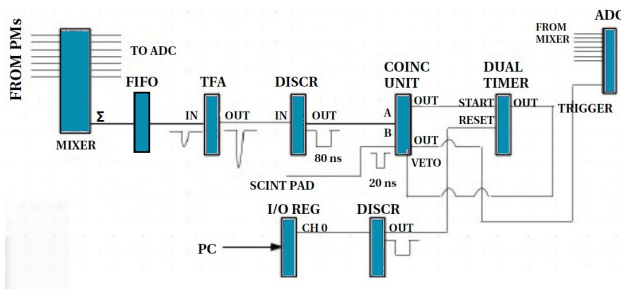 FROM PMs
TO ADC
MIXER
Σ
FIFO
TFA
IN
OUT
DISCR
IN
OUT
80 ns
SCINT PAD
COINC
UNIT
A
B
OUT
OUT
VETO
20 ns
DUAL
TIMER
START
OUT
RESET
FROM
MIXER
ADC
TRIGGER
I/O REG
CH 0
PC
DISCR
OUT